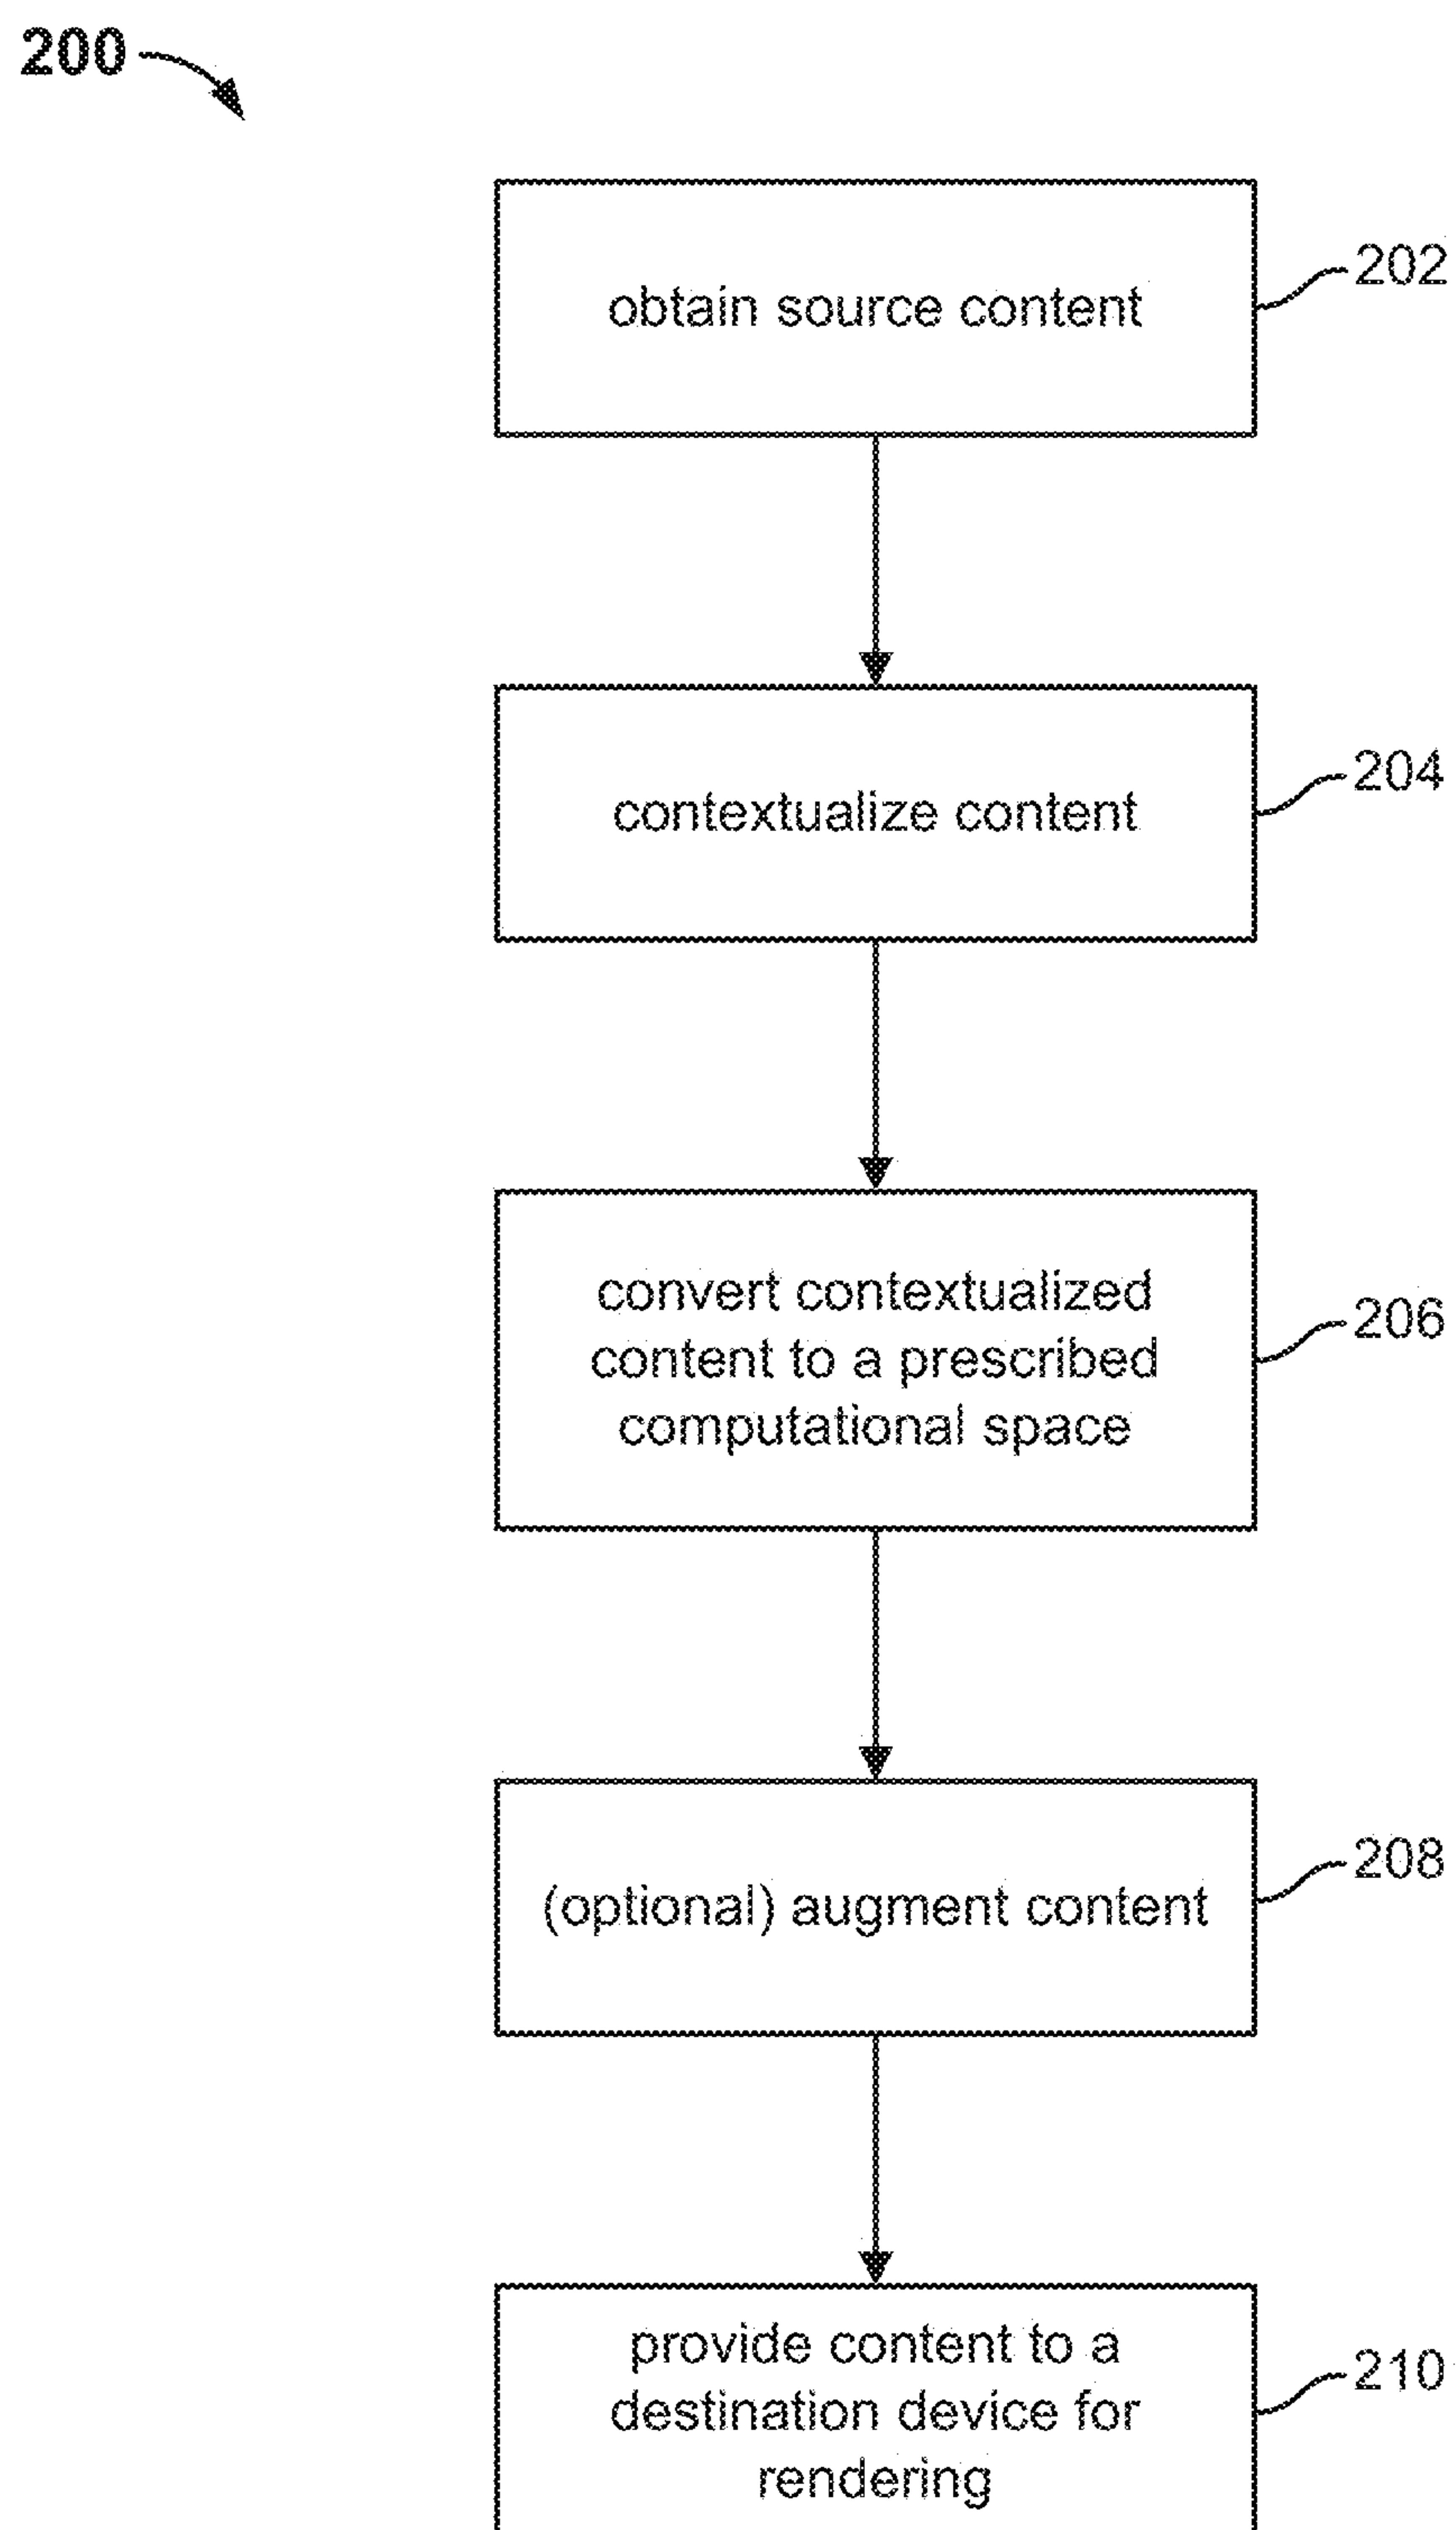 200
obtain source content
202
contextualize content
204
convert contextualized
content to a prescribed
computational space
206
(optional) augment content
208
provide content to a
destination device for
rendering
210